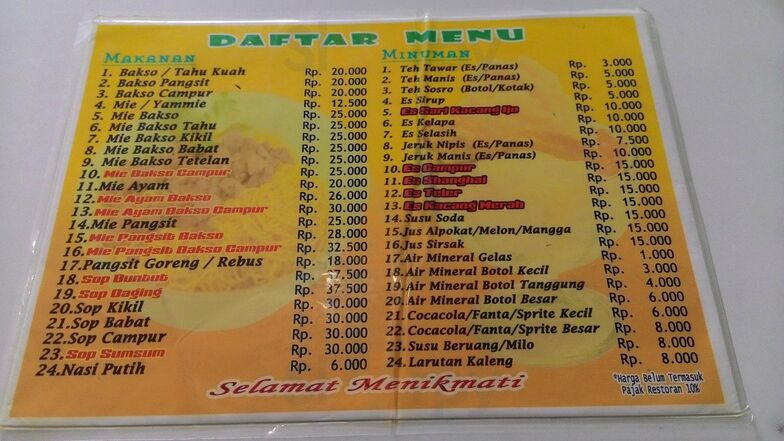 DAFTAR MENU
MAKANAN
1. Bakso / Tahu Kuah Rp. 20.000
2. Bakso Pangsit Rp. 20.000
3. Bakso Campur Rp. 20.000
4. Mie / Yammie Rp. 12.500
5. Mie Bakso Rp. 25.000
6. Mie Bakso Tahu Rp. 25.000
7. Mie Bakso Kikil Rp. 25.000
8. Mie Bakso Babat Rp. 25.000
9. Mie Bakso Tetelan Rp. 25.000
10. Mie Bakso Campur Rp. 25.000
11. Mie Ayam Rp. 20.000
12. Mie Ayam Bakso Rp. 26.000
13. Mie Ayam Bakso Campur Rp. 30.000
14. Mie Pangsit Rp. 25.000
15. Mie Pangsit Bakso Rp. 28.000
16. Mie Pangsit Bakso Campur Rp. 32.500
17. Pangsit Goreng / Rebus Rp. 18.000
18. Sop Buntut Rp. 37.500
19. Sop Daging Rp. 37.500
20. Sop Kikil Rp. 30.000
21. Sop Babat Rp. 30.000
22. Sop Campur Rp. 30.000
23. Sop Sumsum Rp. 30.000
24. Nasi Putih Rp. 6.000
MINUMAN
1. Teh Tawar (Es/Panas) Rp. 3.000
2. Teh Manis (Es/Panas) Rp. 5.000
3. Teh Sosro (Botol/Kotak) Rp. 5.000
4. Es Sirup Rp. 5.000
5. Es Sari Kacang Ijo Rp. 10.000
6. Es Kelapa Rp. 10.000
7. Es Selasih Rp. 10.000
8. Jeruk Nipis (Es/Panas) Rp. 7.500
9. Jeruk Manis (Es/Panas) Rp. 10.000
10. Es Campur Rp. 15.000
11. Es Shanghai Rp. 15.000
12. Es Teler Rp. 15.000
13. Es Kacang Merah Rp. 15.000
14. Susu Soda Rp. 15.000
15. Jus Alpokat/Melon/Mangga Rp. 15.000
16. Jus Sirsak Rp. 15.000
17. Air Mineral Gelas Rp. 1.000
18. Air Mineral Botol Kecil Rp. 3.000
19. Air Mineral Botol Tanggung Rp. 4.000
20. Air Mineral Botol Besar Rp. 6.000
21. Cocacola/Fanta/Sprite Kecil Rp. 6.000
22. Cocacola/Fanta/Sprite Besar Rp. 8.000
23. Susu Beruang/Milo Rp. 8.000
24. Larutan Kaleng Rp. 8.000
Selamat Menikmati
*Harga Belum Termasuk
Pajak Restoran 10%